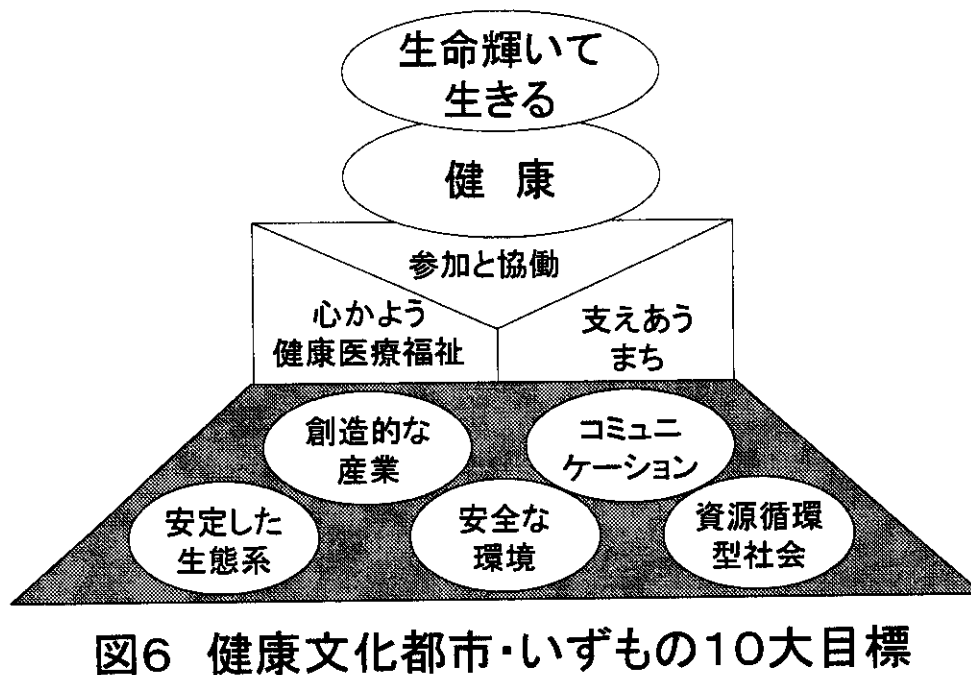 生命輝いて
生きる
健 康
参加と協働
心かよう
健康医療福祉
支えあう
まち
創造的な
産業
コミュニ
ケーション
安定した
生態系
安全な
環境
資源循環
型社会
図6 健康文化都市・いずもの10大目標